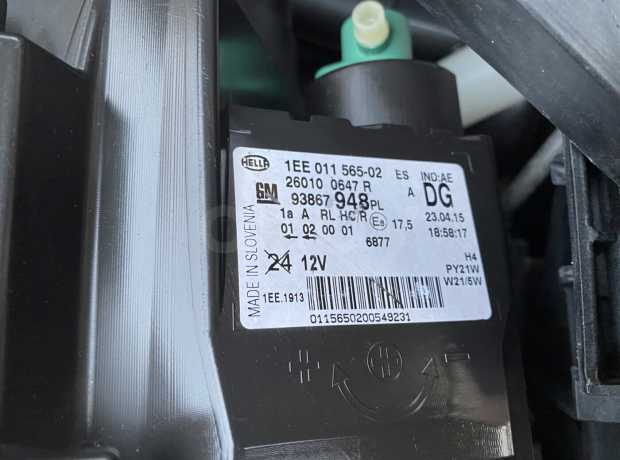 HELLA
1EE 011 565-02 ES IND:AE
26010 0647 R A DG
GM 93867 948 PL 23.04.15
1a A RL HC/R E8 17,5 18:58:17
01 02 00 01 6877
MADE IN SLOVENIA
24 12V
H4
PY21W
W21/5W
1EE.1913
0115650200549231
+ -